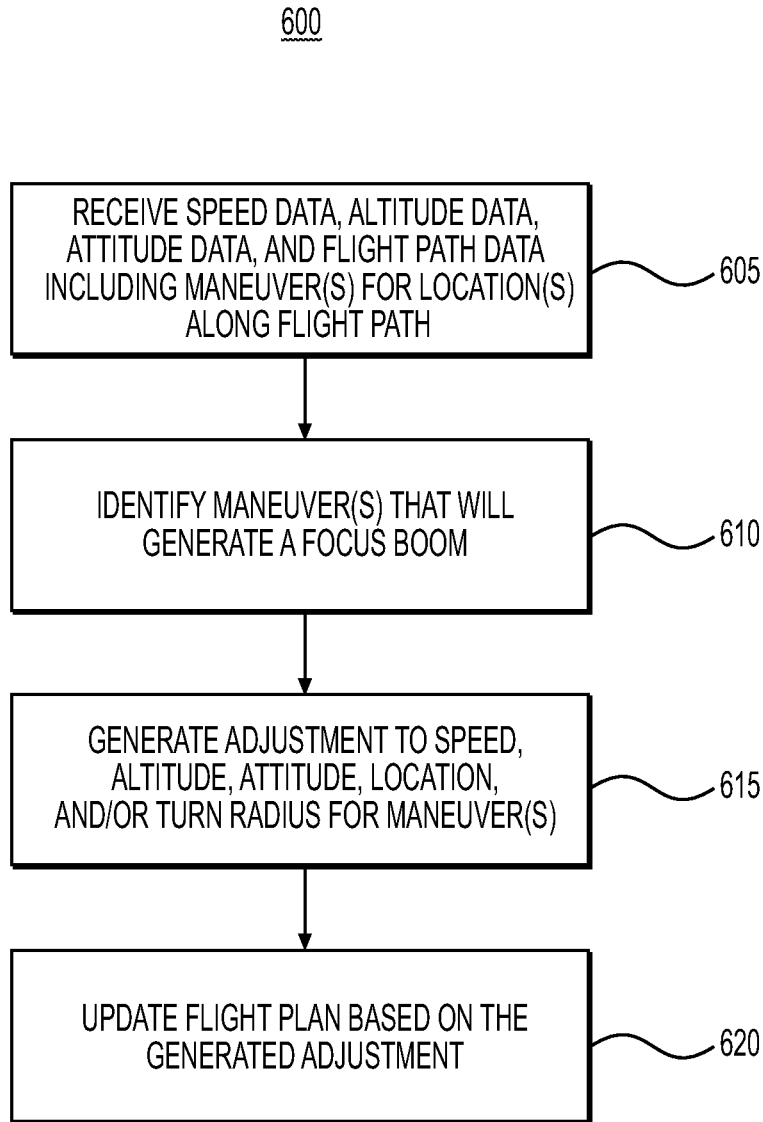 600
RECEIVE SPEED DATA, ALTITUDE DATA,
ATTITUDE DATA, AND FLIGHT PATH DATA
INCLUDING MANEUVER(S) FOR LOCATION(S)
ALONG FLIGHT PATH
605
IDENTIFY MANEUVER(S) THAT WILL
GENERATE A FOCUS BOOM
610
GENERATE ADJUSTMENT TO SPEED,
ALTITUDE, ATTITUDE, LOCATION,
AND/OR TURN RADIUS FOR MANEUVER(S)
615
UPDATE FLIGHT PLAN BASED ON THE
GENERATED ADJUSTMENT
620